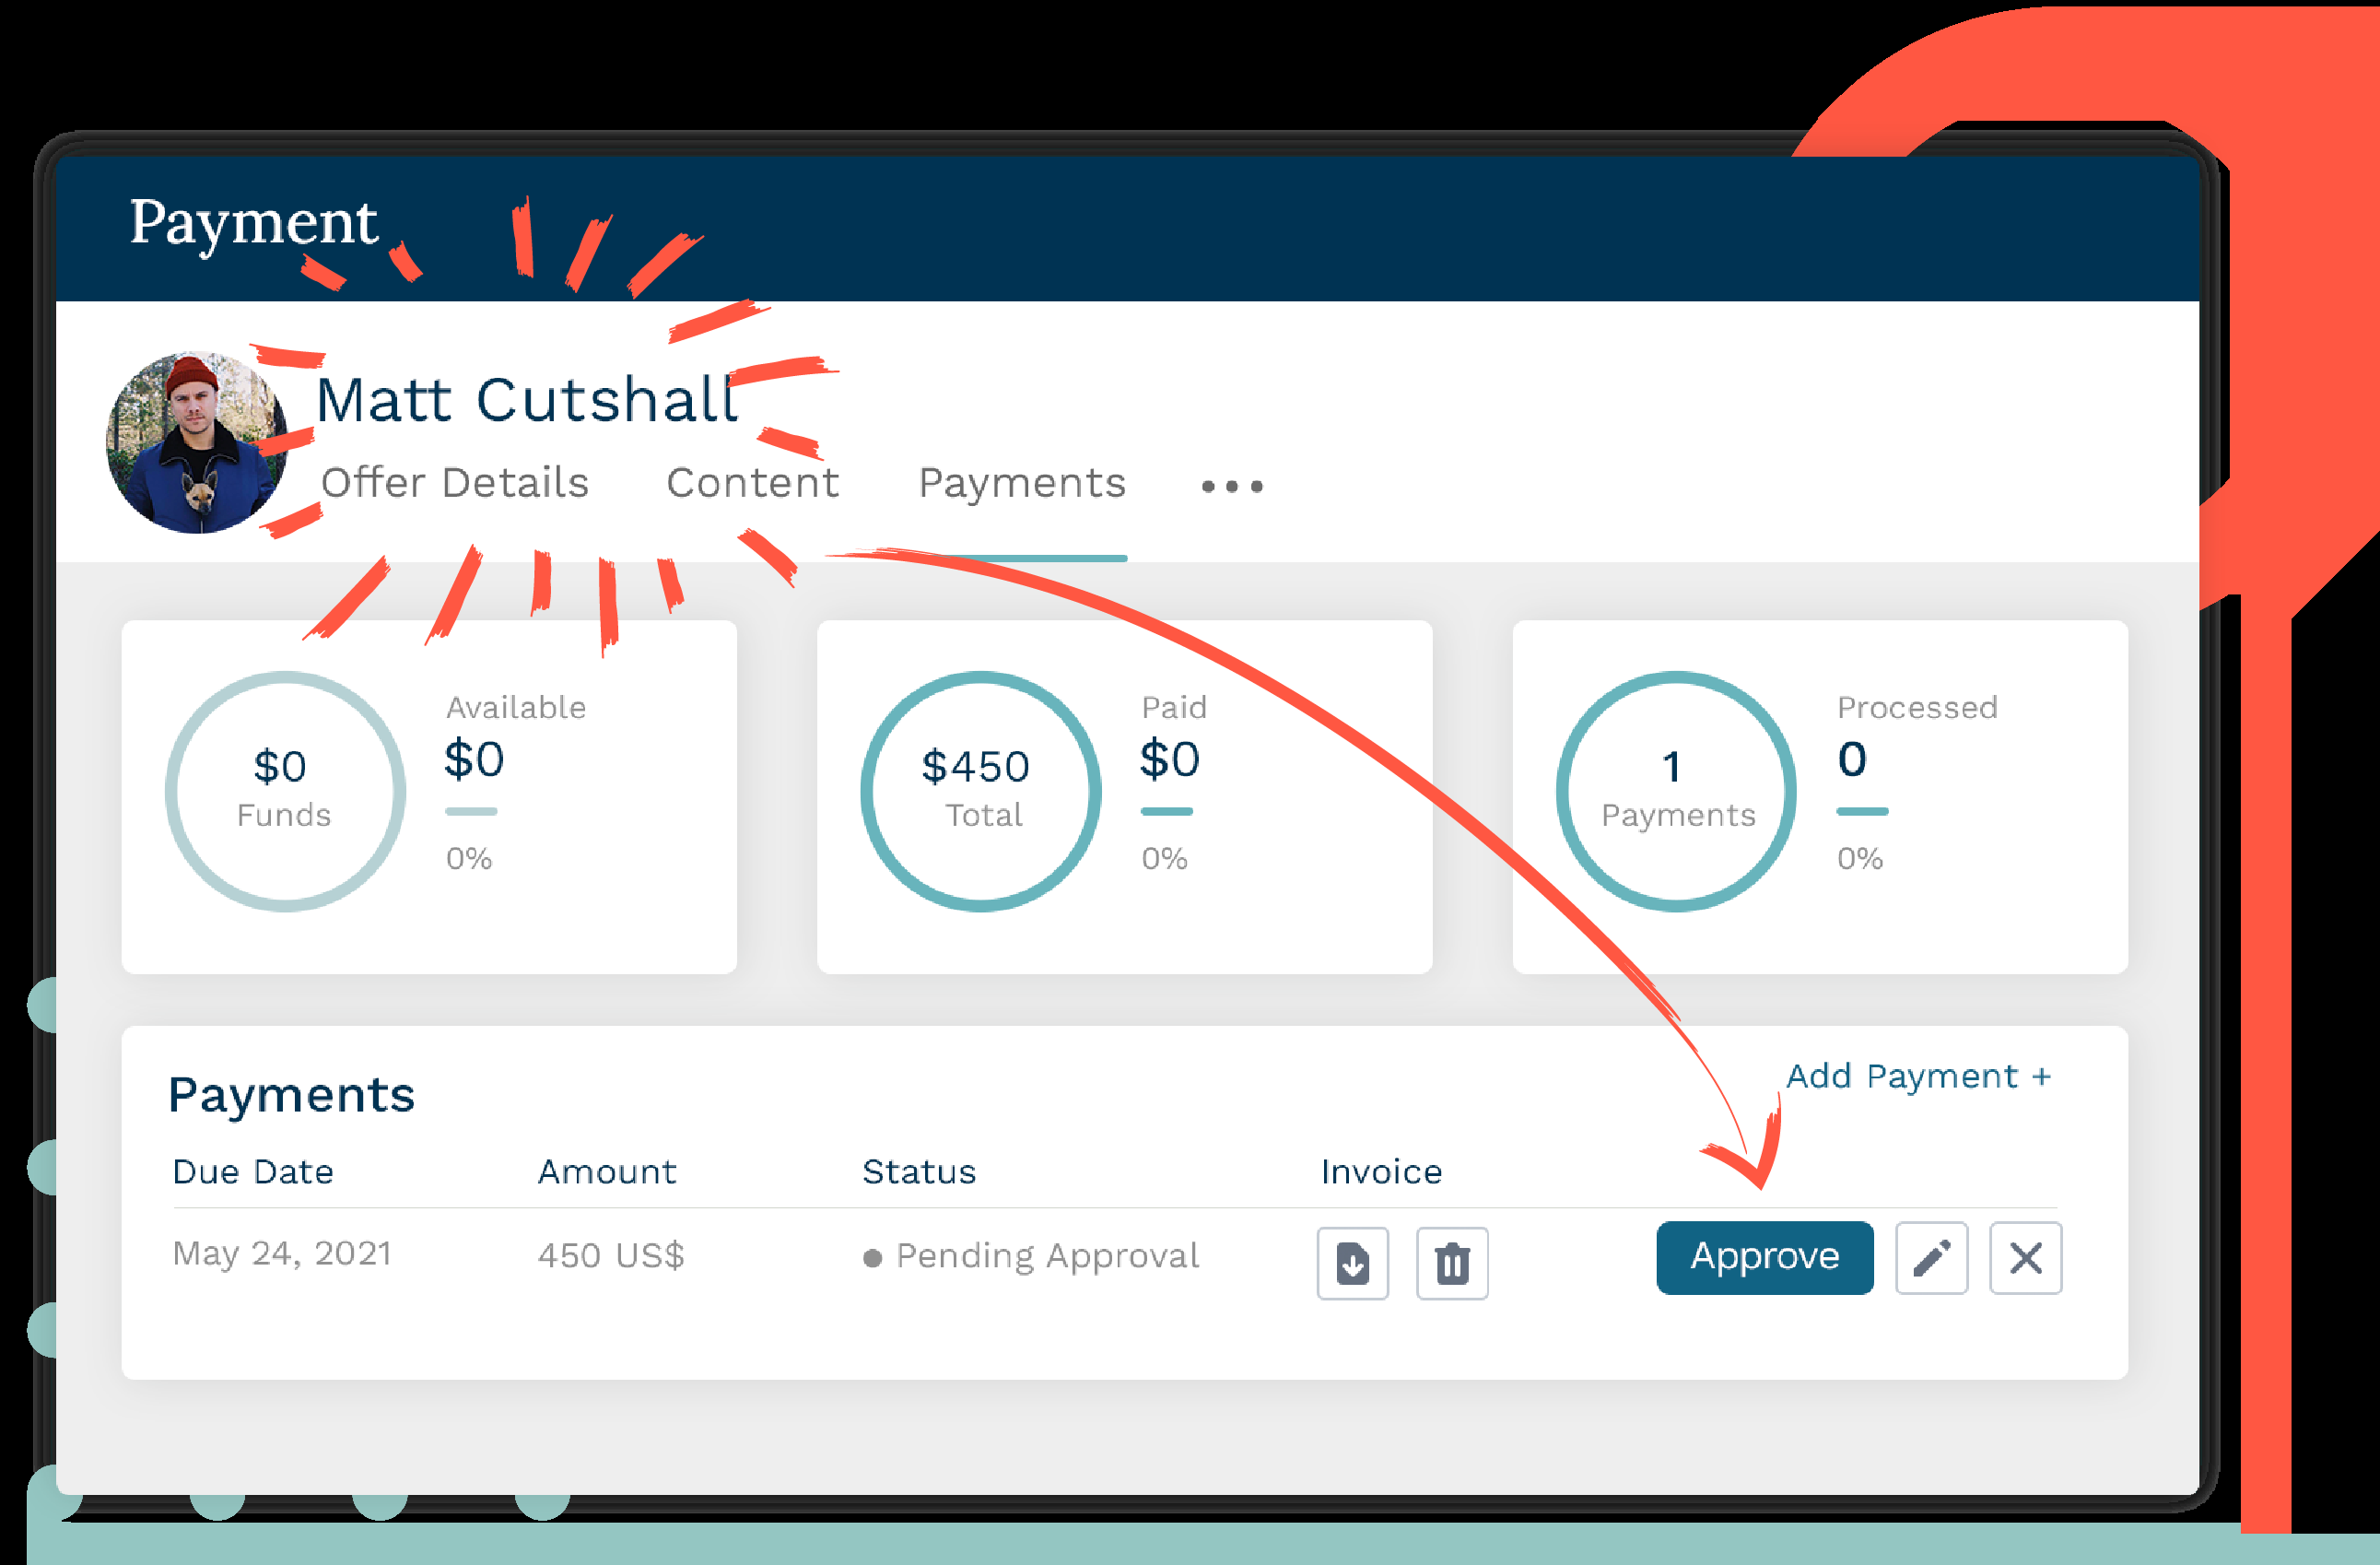 Payment
Matt Cutshall
Offer Details Content Payments •••
Available
$0
$0
Funds
0%
Paid
$0
$450
Total
0%
Processed
0
1
Payments
0%
Payments
Add Payment +
Due Date Amount Status Invoice
May 24, 2021 450 US$ Pending Approval Approve